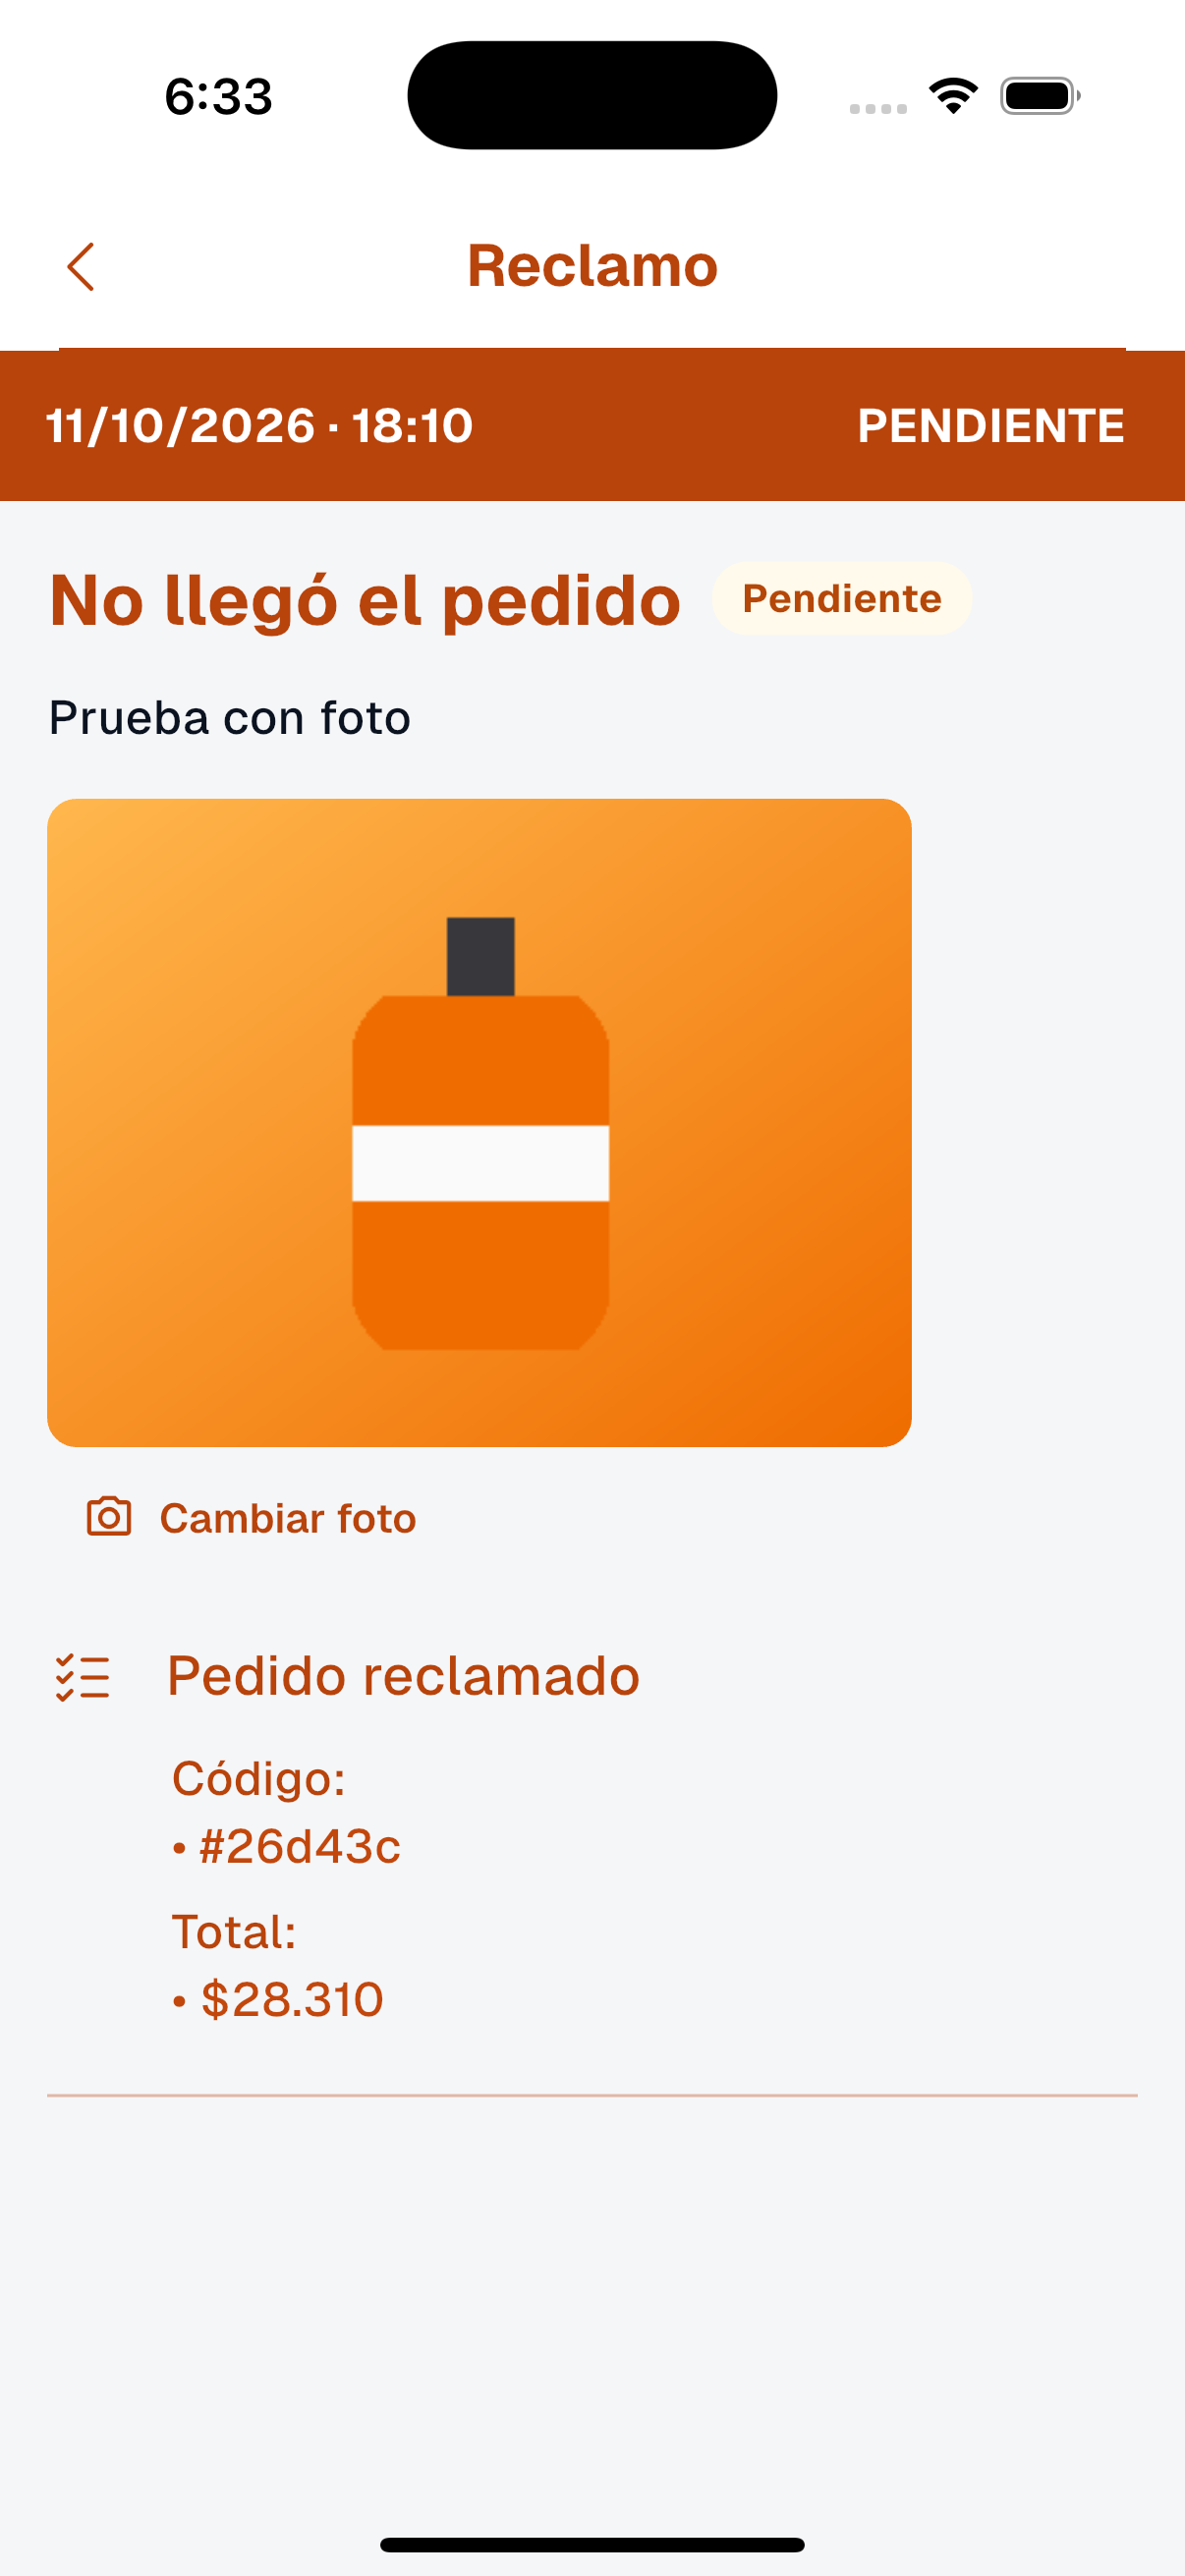 6:33
Reclamo
11/10/2026 · 18:10 PENDIENTE
No llegó el pedido Pendiente
Prueba con foto
Cambiar foto
Pedido reclamado
Código:
• #26d43c
Total:
• $28.310